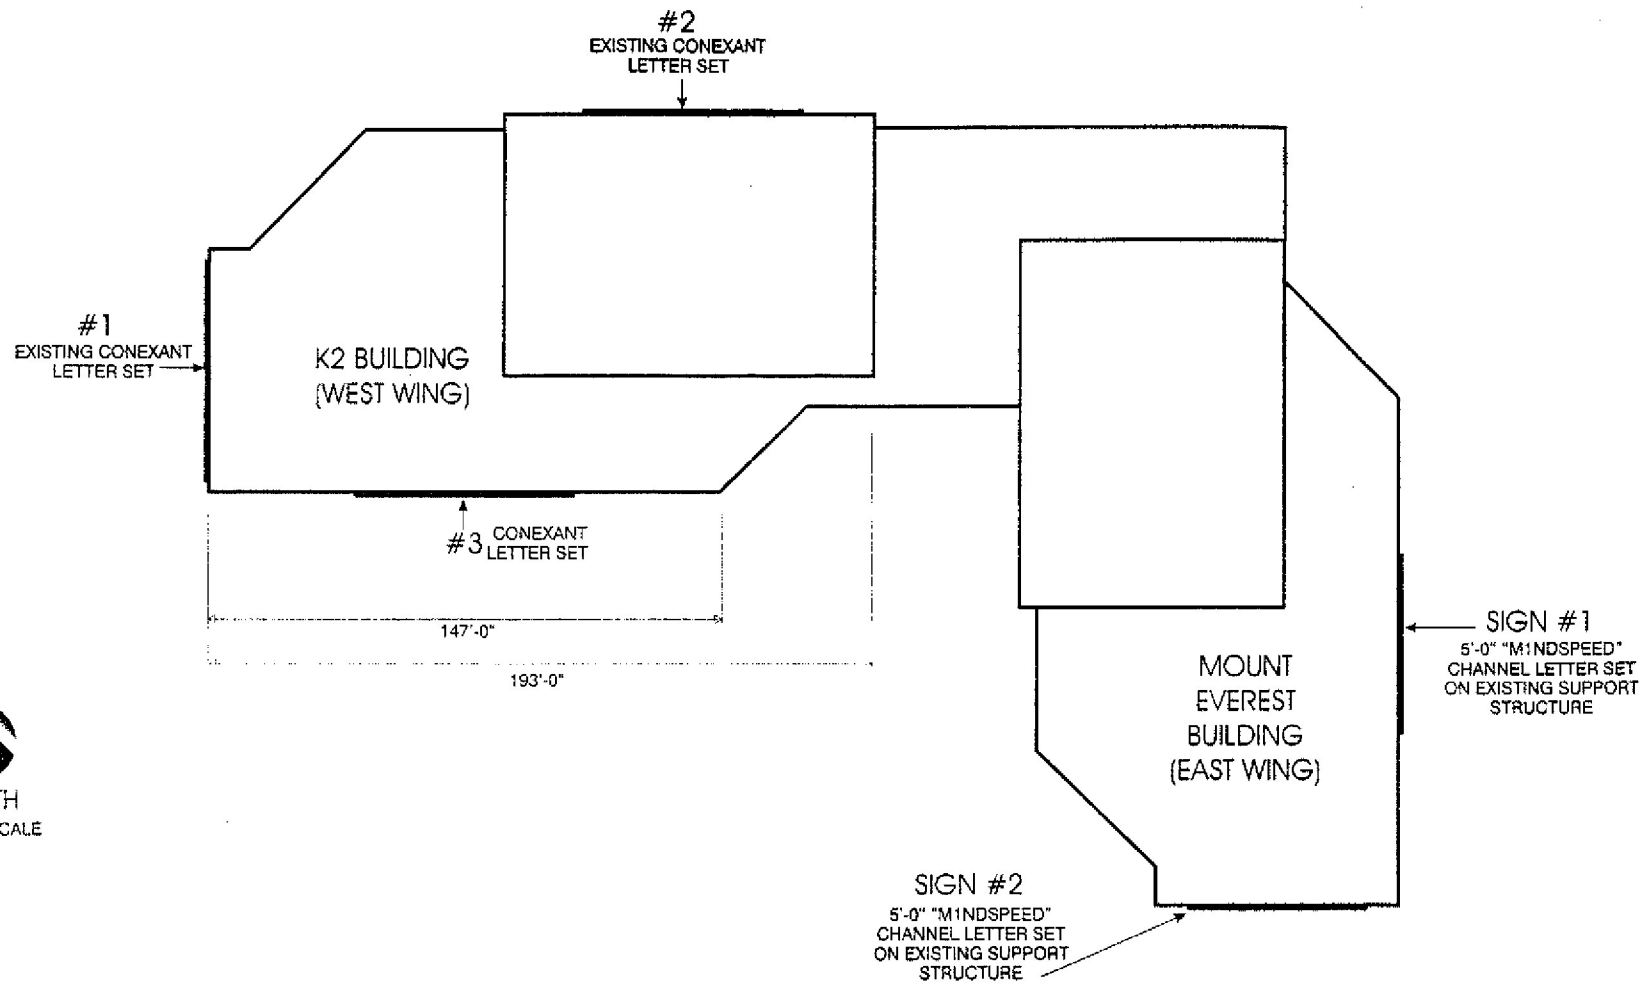 #2
EXISTING CONEXANT
LETTER SET
#1
EXISTING CONEXANT
LETTER SET
K2 BUILDING
(WEST WING)
#3 CONEXANT
LETTER SET
147'-0"
193'-0"
SIGN #1
5'-0" "M1NDSPEED"
CHANNEL LETTER SET
ON EXISTING SUPPORT
STRUCTURE
MOUNT
EVEREST
BUILDING
(EAST WING)
TH
CALE
SIGN #2
5'-0" "M1NDSPEED"
CHANNEL LETTER SET
ON EXISTING SUPPORT
STRUCTURE